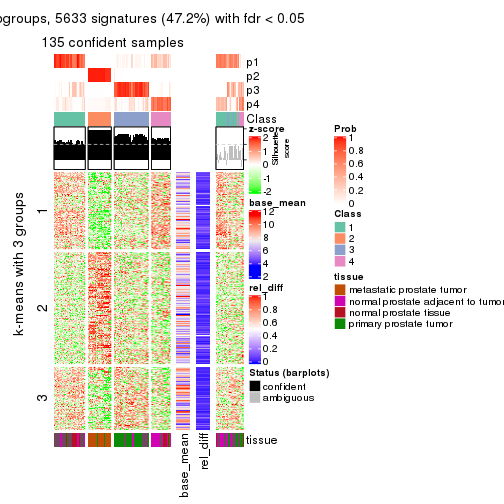 ogroups, 5633 signatures (47.2%) with fdr < 0.05
135 confident samples
p1
p2
p3
p4
Class
Silhouette
score
1
2
3
k-means with 3 groups
tissue
base_mean
rel_diff
z-score
2
1
0
-1
-2
base_mean
12
10
8
6
4
2
rel_diff
1
0.8
0.6
0.4
0.2
0
Status (barplots)
confident
ambiguous
Prob
1
0.8
0.6
0.4
0.2
0
Class
1
2
3
4
tissue
metastatic prostate tumor
normal prostate adjacent to tumor
normal prostate tissue
primary prostate tumor